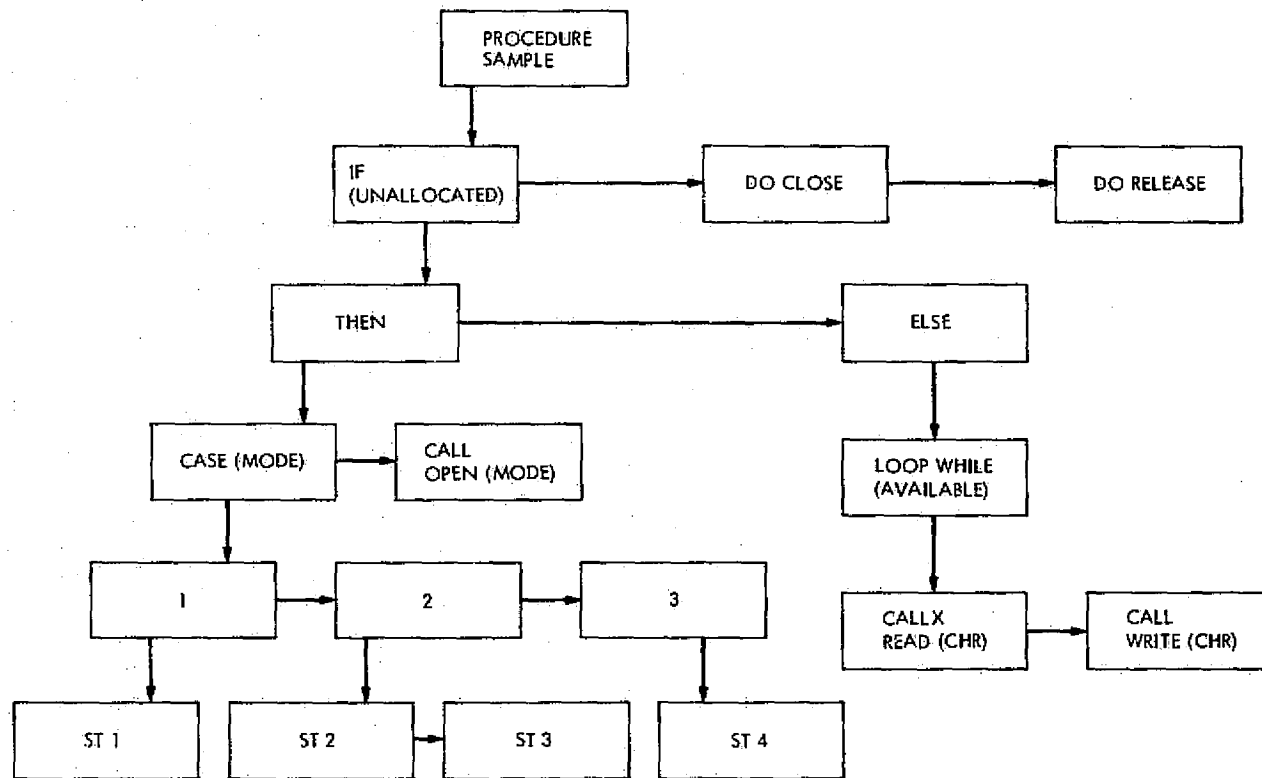 PROCEDURE
SAMPLE
IF
(UNALLOCATED)
DO CLOSE
DO RELEASE
THEN
ELSE
CASE (MODE)
CALL
OPEN (MODE)
LOOP WHILE
(AVAILABLE)
1
2
3
CALL X
READ (CHR)
CALL
WRITE (CHR)
ST 1
ST 2
ST 3
ST 4